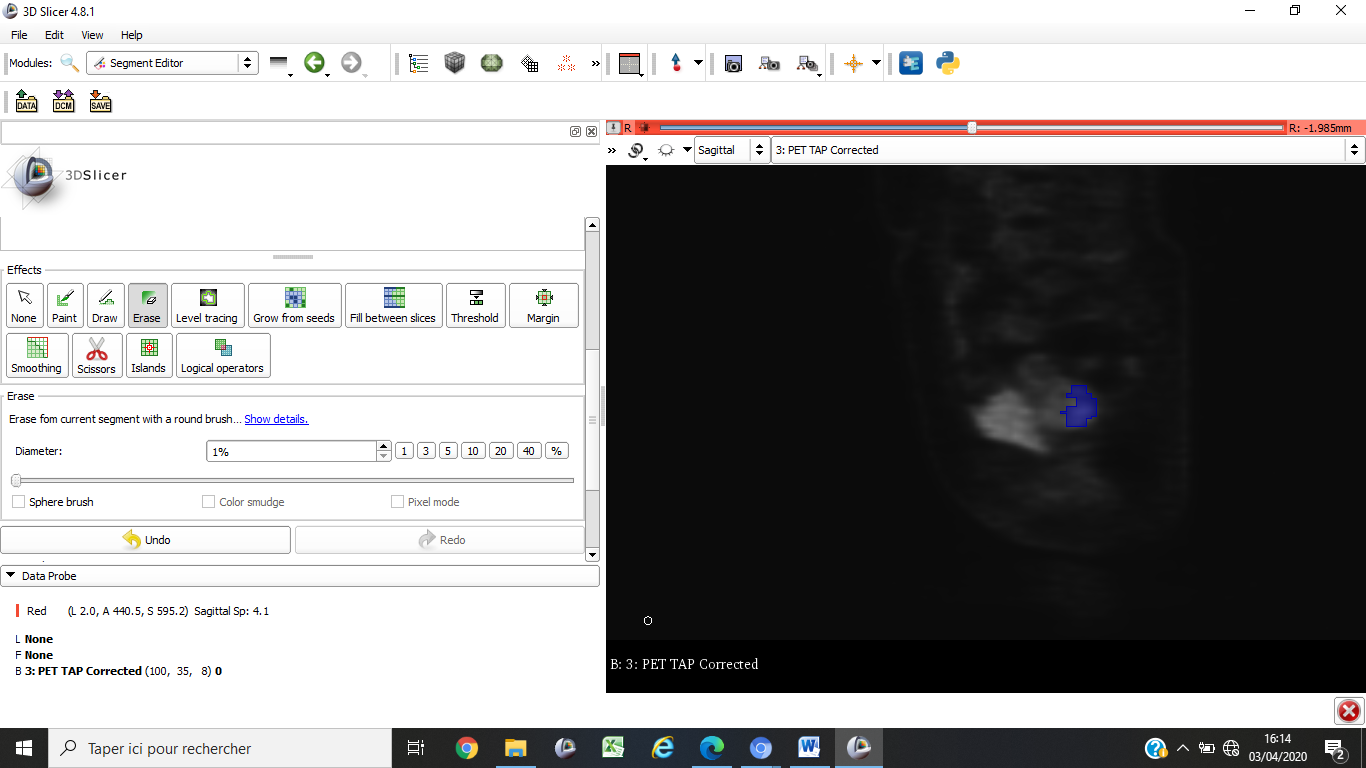 3D Slicer 4.8.1
File Edit View Help
Modules: Segment Editor »
DATA DCM SAVE
R R: -1.985mm
» Sagittal 3: PET TAP Corrected
3DSlicer
Effects
None Paint Draw Erase Level tracing Grow from seeds Fill between slices Threshold Margin
Smoothing Scissors Islands Logical operators
Erase
Erase fom current segment with a round brush... Show details.
Diameter: 1% 1 3 5 10 20 40 %
Sphere brush Color smudge Pixel mode
Undo Redo
Data Probe
Red (L 2.0, A 440.5, S 595.2) Sagittal Sp: 4.1
L None
F None
B 3: PET TAP Corrected (100, 35, 8) 0
B: 3: PET TAP Corrected
Taper ici pour rechercher
16:14
03/04/2020
2